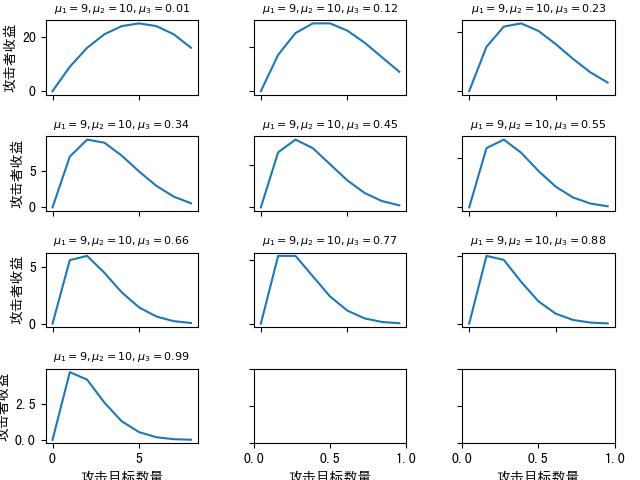 μ₁ = 9, μ₂ = 10, μ₃ = 0.01
μ₁ = 9, μ₂ = 10, μ₃ = 0.12
μ₁ = 9, μ₂ = 10, μ₃ = 0.23
攻击者收益
20
0
μ₁ = 9, μ₂ = 10, μ₃ = 0.34
μ₁ = 9, μ₂ = 10, μ₃ = 0.45
μ₁ = 9, μ₂ = 10, μ₃ = 0.55
攻击者收益
5
0
μ₁ = 9, μ₂ = 10, μ₃ = 0.66
μ₁ = 9, μ₂ = 10, μ₃ = 0.77
μ₁ = 9, μ₂ = 10, μ₃ = 0.88
攻击者收益
5
0
μ₁ = 9, μ₂ = 10, μ₃ = 0.99
攻击者收益
2.5
0.0
0 5
0.0 0.5 1.0
0.0 0.5 1.0
攻击目标数量
攻击目标数量
攻击目标数量